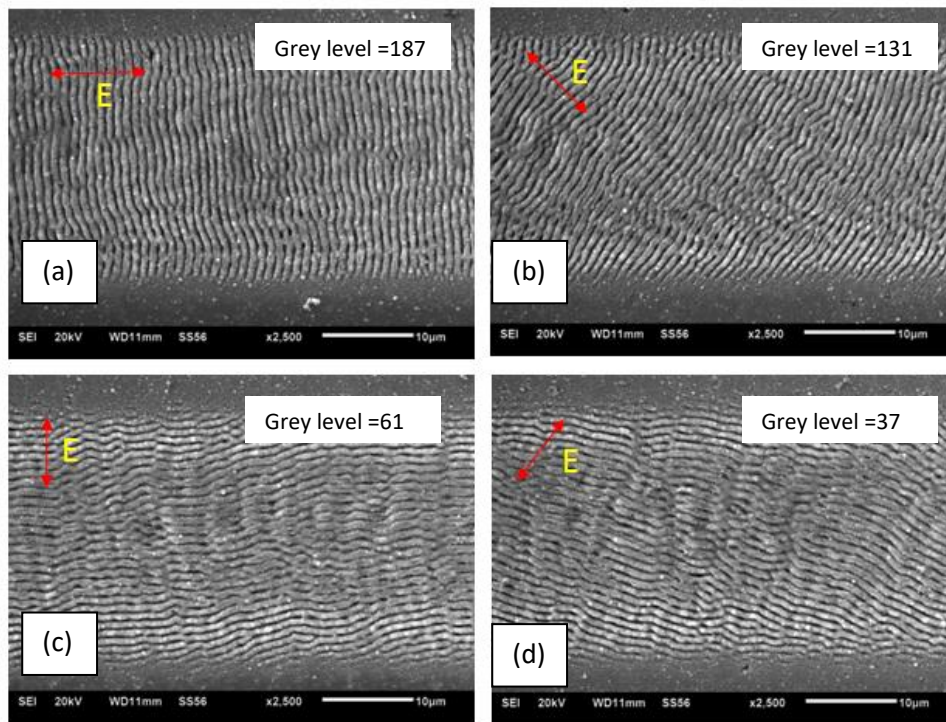 Grey level =187
E
(a)
SEI 20kV WD11mm SS56 x2,500 10μm
Grey level =131
E
(b)
SEI 20kV WD11mm SS56 x2,500 10μm
Grey level =61
E
(c)
SEI 20kV WD11mm SS56 x2,500 10μm
Grey level =37
E
(d)
SEI 20kV WD11mm SS56 x2,500 10μm